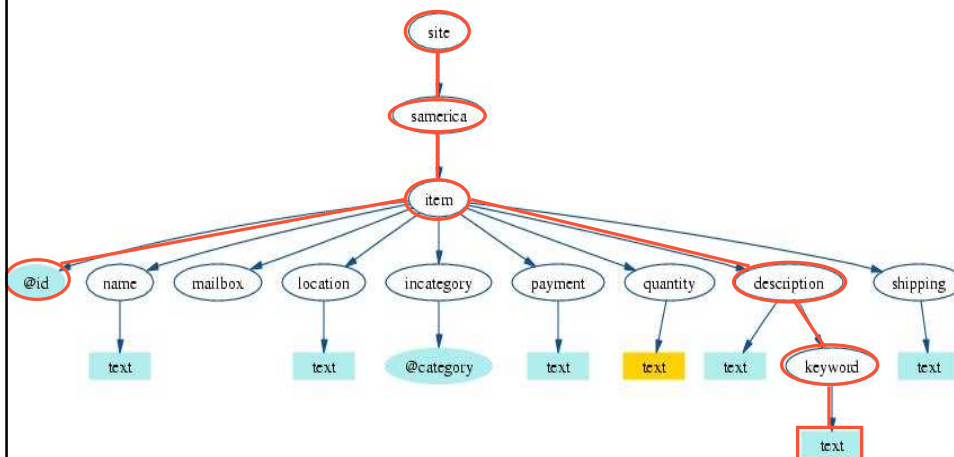 site
samerica
item
@id name mailbox location incategory payment quantity description shipping
text text @category text text text keyword text
text